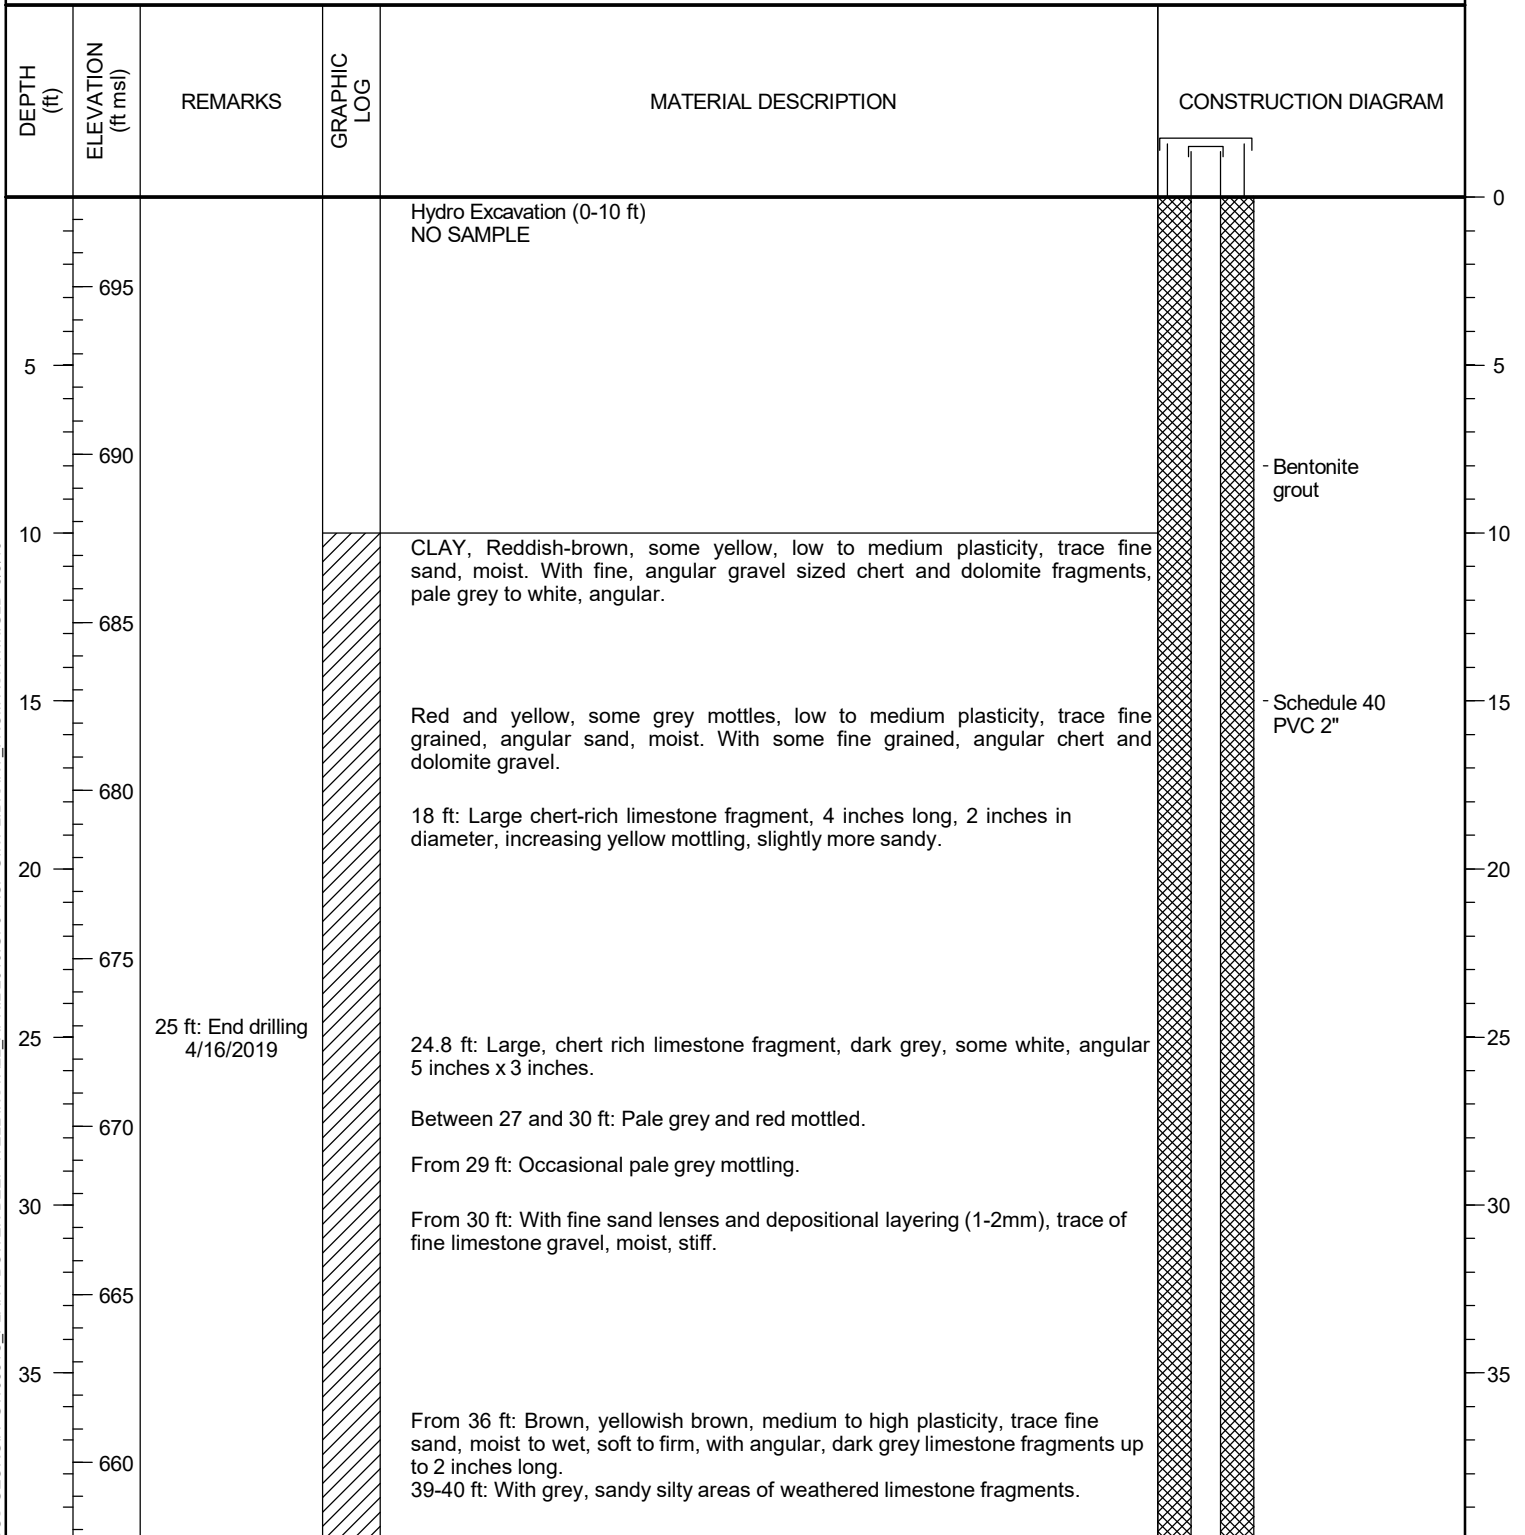 DEPTH
(ft)
ELEVATION
(ft msl)
REMARKS
GRAPHIC
LOG
MATERIAL DESCRIPTION
CONSTRUCTION DIAGRAM
0
Hydro Excavation (0-10 ft)
NO SAMPLE
695
5
5
690
Bentonite
grout
10
10
CLAY, Reddish-brown, some yellow, low to medium plasticity, trace fine
sand, moist. With fine, angular gravel sized chert and dolomite fragments,
pale grey to white, angular.
685
15
15
Schedule 40
PVC 2"
Red and yellow, some grey mottles, low to medium plasticity, trace fine
grained, angular sand, moist. With some fine grained, angular chert and
dolomite gravel.
680
18 ft: Large chert-rich limestone fragment, 4 inches long, 2 inches in
diameter, increasing yellow mottling, slightly more sandy.
20
20
675
25 ft: End drilling
4/16/2019
25
25
24.8 ft: Large, chert rich limestone fragment, dark grey, some white, angular
5 inches x 3 inches.
Between 27 and 30 ft: Pale grey and red mottled.
670
From 29 ft: Occasional pale grey mottling.
30
30
From 30 ft: With fine sand lenses and depositional layering (1-2mm), trace of
fine limestone gravel, moist, stiff.
665
35
35
From 36 ft: Brown, yellowish brown, medium to high plasticity, trace fine
sand, moist to wet, soft to firm, with angular, dark grey limestone fragments up
to 2 inches long.
660
39-40 ft: With grey, sandy silty areas of weathered limestone fragments.